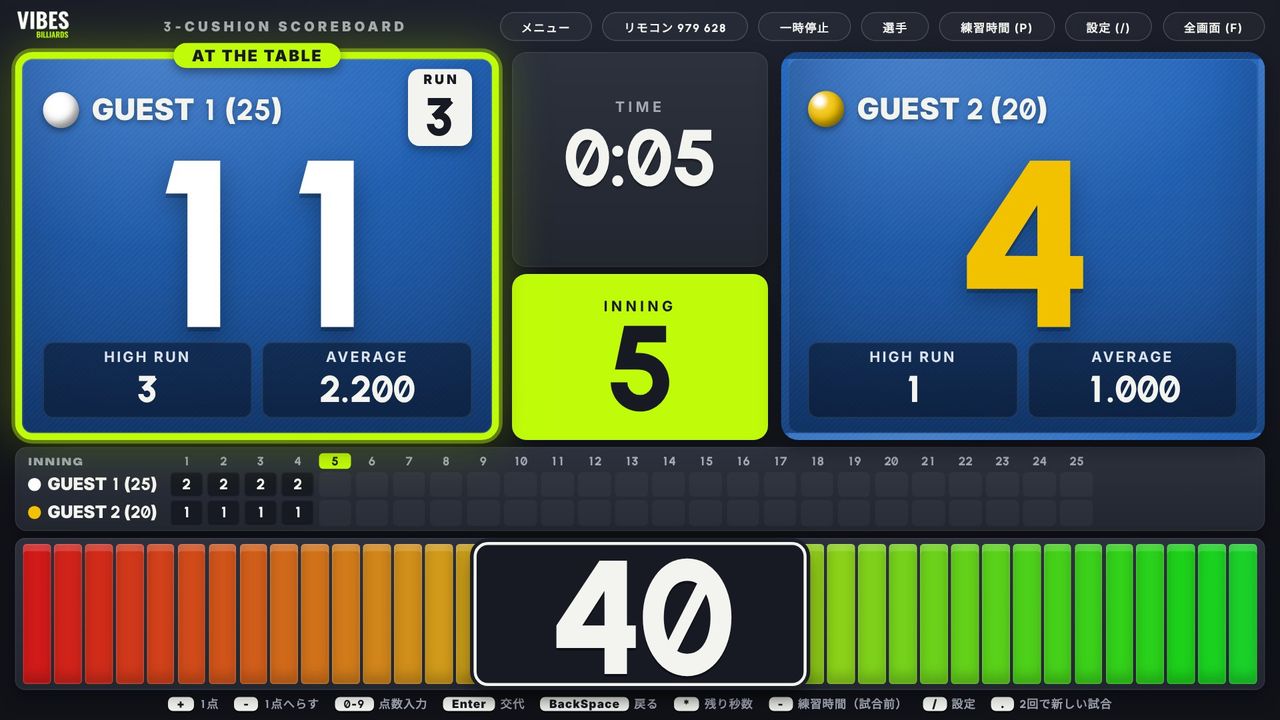 VIBES
BILLIARDS
3-CUSHION SCOREBOARD
メニュー
リモコン 979 628
一時停止
選手
練習時間 (P)
設定 (/)
全画面 (F)
AT THE TABLE
GUEST 1 (25)
RUN
3
11
HIGH RUN
3
AVERAGE
2.200
TIME
0:05
INNING
5
GUEST 2 (20)
4
HIGH RUN
1
AVERAGE
1.000
INNING 1 2 3 4 5 6 7 8 9 10 11 12 13 14 15 16 17 18 19 20 21 22 23 24 25
GUEST 1 (25) 2 2 2 2
GUEST 2 (20) 1 1 1 1
40
+ 1点 - 1点へらす 0-9 点数入力 Enter 交代 BackSpace 戻る * 残り秒数 - 練習時間（試合前） / 設定 . 2回で新しい試合